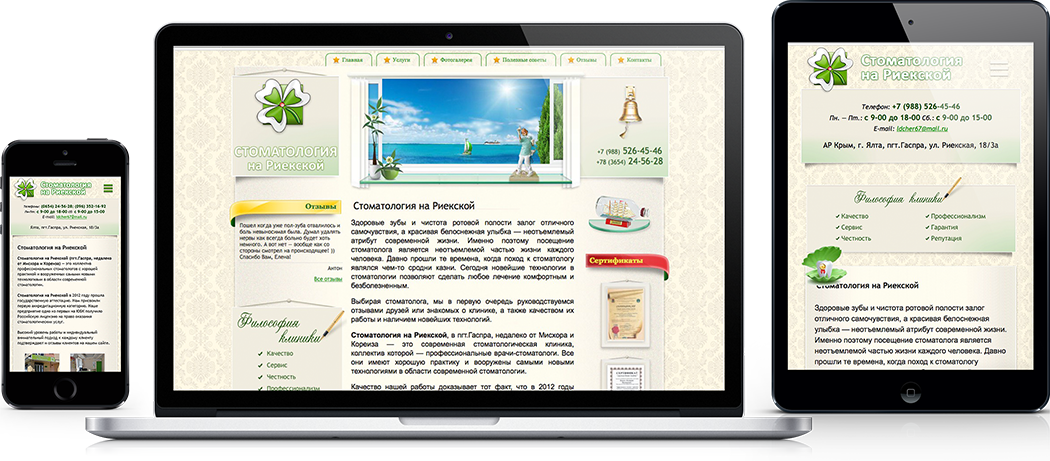 Стоматология
на Риекской
Телефоны: (0654) 24-56-28; (096) 352-16-92
Пн.— Пт.: с 9-00 до 18-00 сб.: с 9-00 до 15-00
E-mail: ldcher67@mail.ru
Ялта, пгт.Гаспра, ул. Риекская, 18/3а
Стоматология на Риекской
Стоматология на Риекской (пгт.Гаспра, недалеко
от Мисхора и Кореиза) — это коллектив
профессиональных стоматологов с хорошей
практикой и вооруженных самыми новыми
технологиями в области современной
стоматологии.
Стоматология на Риекской в 2012 году прошла
Российскую лицензию на право оказания
стоматологических услуг.
Высокий уровень работы и индивидуальный,
внимательный подход к каждому клиенту
подтверждают и отзывы клиентов на нашем сайте.
Главная
Услуги
Фотогалерея
Полезные советы
Отзывы
Контакты
СТОМАТОЛОГИЯ
на Риекской
+7 (988) 526-45-46
+78 (3654) 24-56-28
Отзывы
Пошел когда уже пол-зуба отвалилось и
боль невыносимая была. Думал удалять
нервы как всегда больно будет хоть
немного. А вот нет — вообще как со
стороны смотрел на происходящее! ))
Спасибо Вам, Елена!
Антон
Все отзывы
Философия
клиники
Качество
Сервис
Честность
Профессионализм
Стоматология на Риекской
Здоровые зубы и чистота ротовой полости залог отличного
самочувствия, а красивая белоснежная улыбка — неотъемлемый
атрибут современной жизни. Именно поэтому посещение
стоматолога является неотъемлемой частью жизни каждого
человека. Давно прошли те времена, когда поход к стоматологу
являлся чем-то сродни казни. Сегодня новейшие технологии в
стоматологии позволяют сделать любое лечение комфортным и
безболезненным.
Выбирая стоматолога, мы в первую очередь руководствуемся
отзывами друзей или знакомых о клинике, а также качеством их
работы и наличием новейших технологий.
Стоматология на Риекской, в пгт.Гаспра, недалеко от Мисхора и
Кореиза — это современная стоматологическая клиника,
коллектив которой — профессиональные врачи-стоматологи. Все
они имеют хорошую практику и вооружены самыми новыми
технологиями в области современной стоматологии.
Качество нашей работы доказывает тот факт, что в 2012 году
Сертификаты
Стоматология
на Риекской
Телефон: +7 (988) 526-45-46
Пн. — Пт.: с 9-00 до 18-00 сб.: с 9-00 до 15-00
E-mail: ldcher67@mail.ru
АР Крым, г. Ялта, пгт.Гаспра, ул. Риекская, 18/3а
Философия клиники
Качество
Профессионализм
Сервис
Гарантия
Честность
Репутация
Стоматология на Риекской
Здоровые зубы и чистота ротовой полости залог
отличного самочувствия, а красивая белоснежная
улыбка — неотъемлемый атрибут современной жизни.
Именно поэтому посещение стоматолога является
неотъемлемой частью жизни каждого человека. Давно
прошли те времена, когда поход к стоматологу